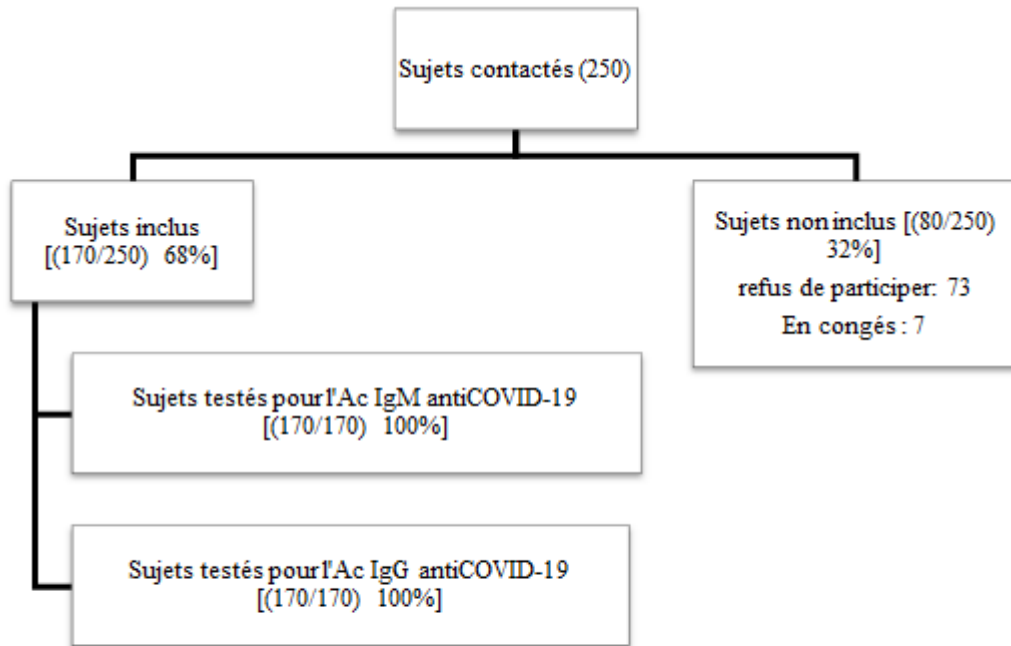 Sujets contactés (250)
Sujets inclus
[(170/250) 68%]
Sujets non inclus [(80/250)
32%]
refus de participer: 73
En congés : 7
Sujets testés pour l'Ac IgM antiCOVID-19
[(170/170) 100%]
Sujets testés pour l'Ac IgG antiCOVID-19
[(170/170) 100%]